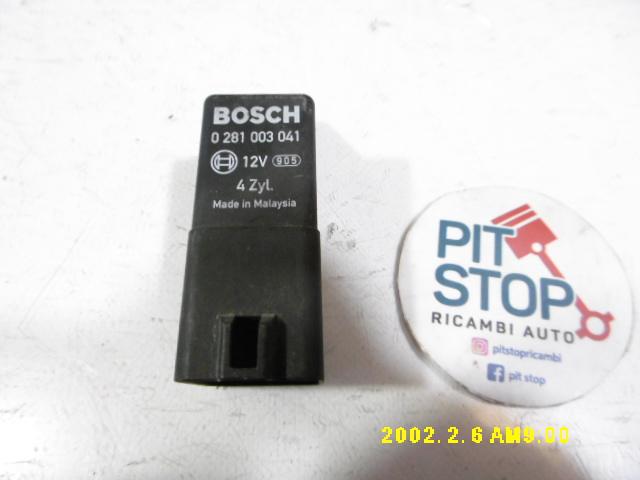 BOSCH
0 281 003 041
12V 905
4 Zyl.
Made in Malaysia
PIT
STOP
RICAMBI AUTO
pitstopricambi
pit stop
2002. 2. 6 AM9:00